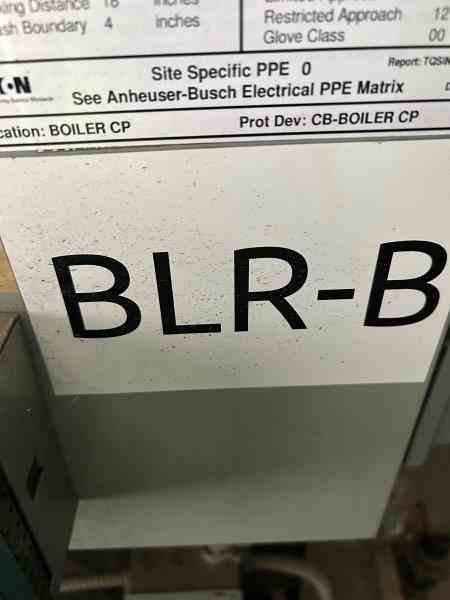 king Distance 18 inches
sh Boundary 4 inches
Restricted Approach 12
Glove Class 00
Site Specific PPE 0
Report: TQSIN
See Anheuser-Busch Electrical PPE Matrix
cation: BOILER CP
Prot Dev: CB-BOILER CP
BLR-B